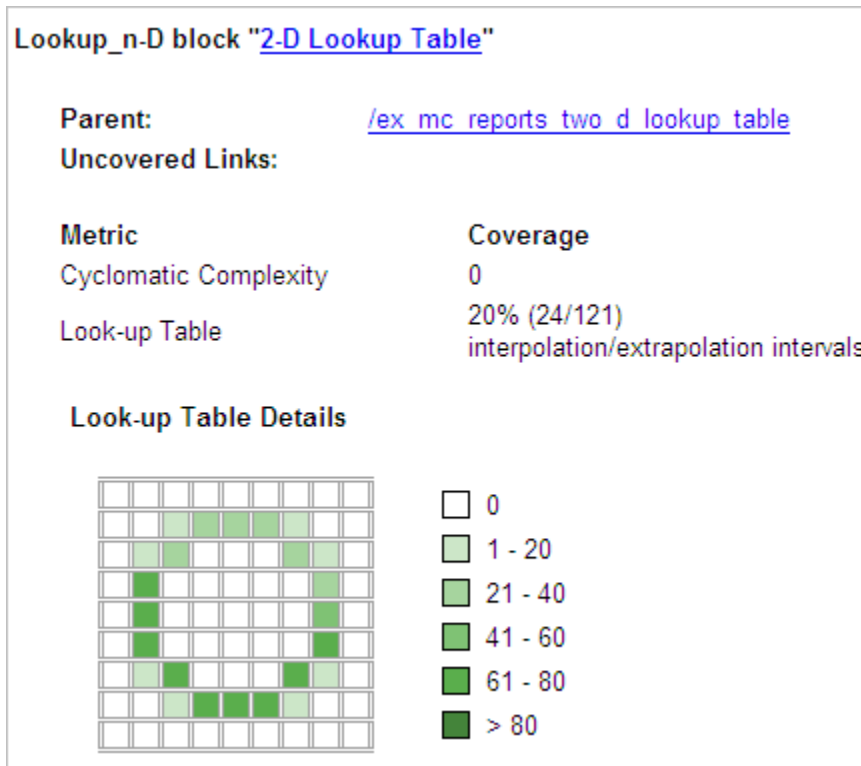 Lookup_n-D block "2-D Lookup Table"
Parent: /ex_mc_reports_two_d_lookup_table
Uncovered Links:
Metric Coverage
Cyclomatic Complexity 0
Look-up Table 20% (24/121)
interpolation/extrapolation intervals
Look-up Table Details
0
1 - 20
21 - 40
41 - 60
61 - 80
> 80